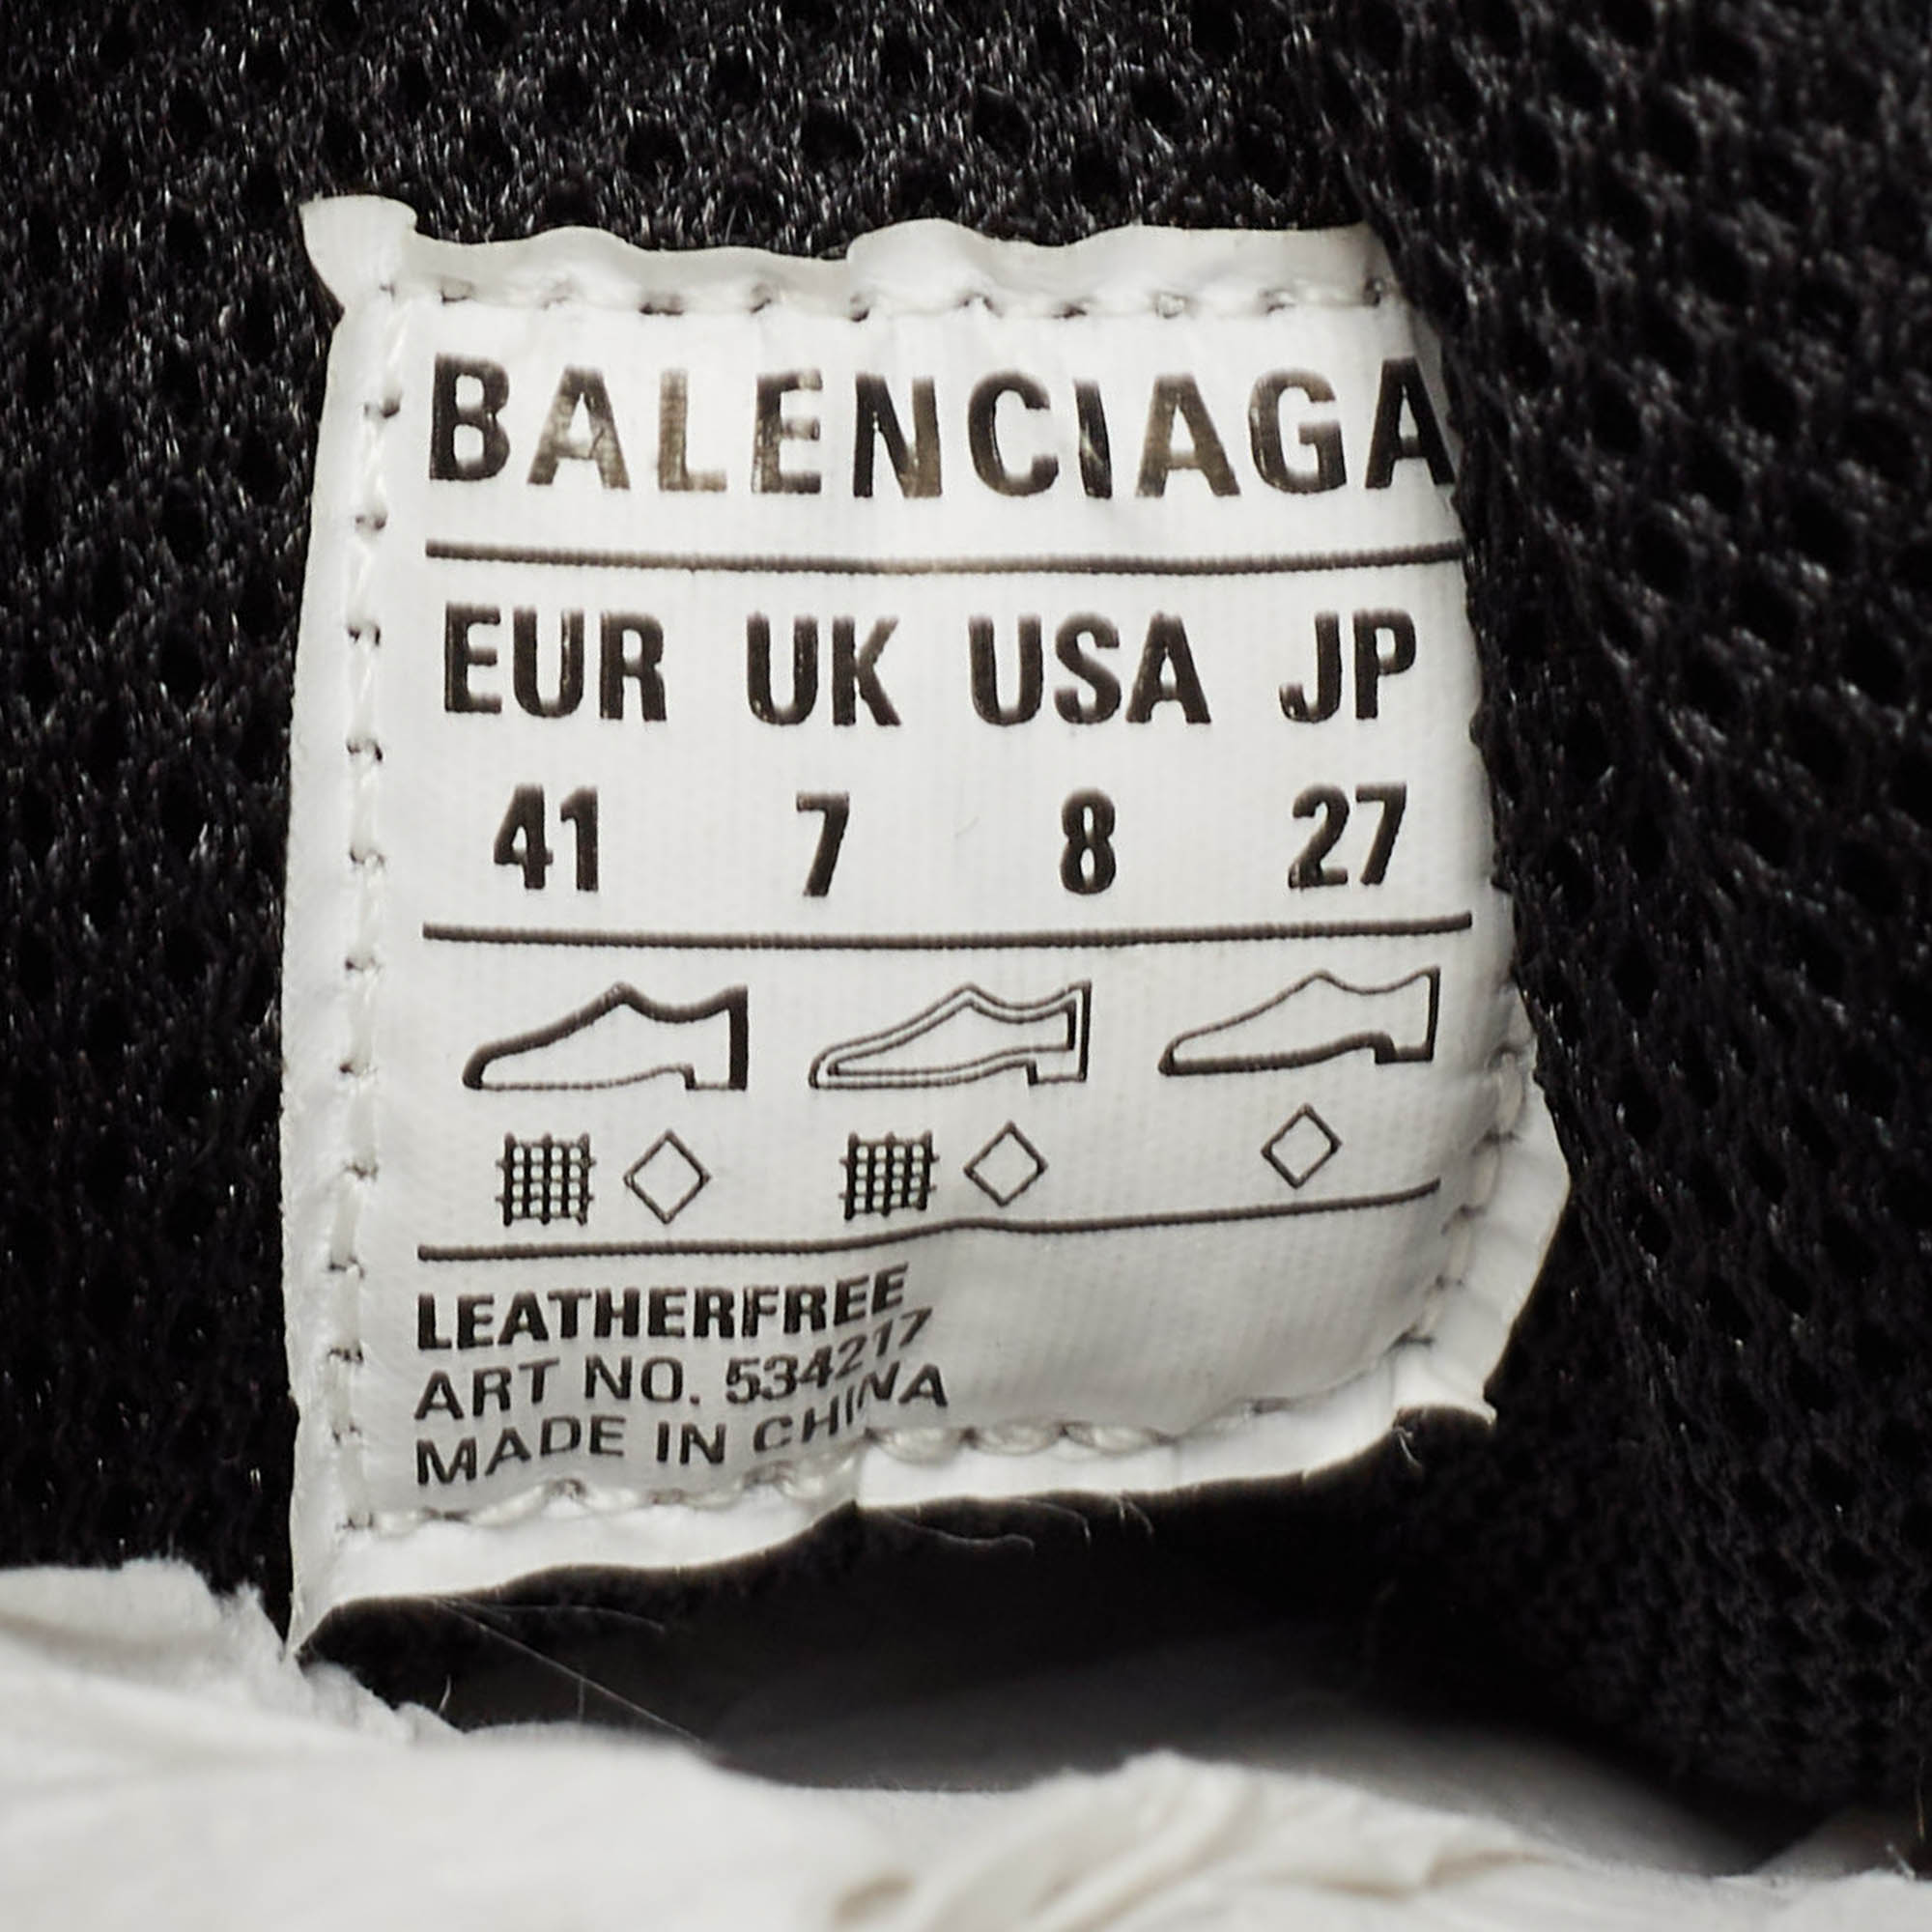 BALENCIAGA
EUR UK USA JP
41 7 8 27
LEATHERFREE
ART NO. 534217
MADE IN CHINA